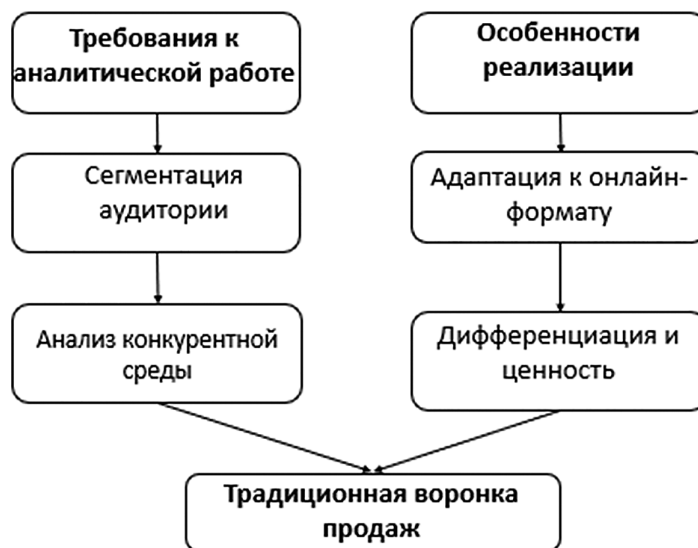 Требования к
аналитической работе
Особенности
реализации
Сегментация
аудитории
Адаптация к онлайн-
формату
Анализ конкурентной
среды
Дифференциация и
ценность
Традиционная воронка
продаж